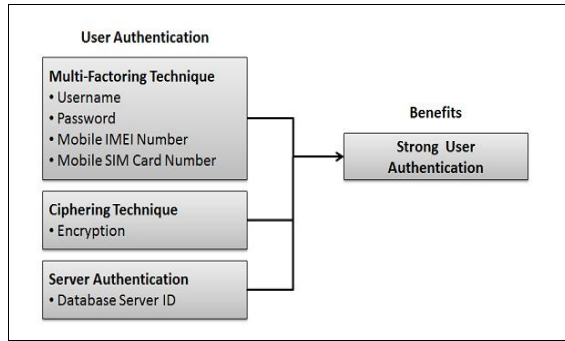 User Authentication
Multi-Factoring Technique
• Username
• Password
• Mobile IMEI Number
• Mobile SIM Card Number
Ciphering Technique
• Encryption
Server Authentication
• Database Server ID
Benefits
Strong User
Authentication